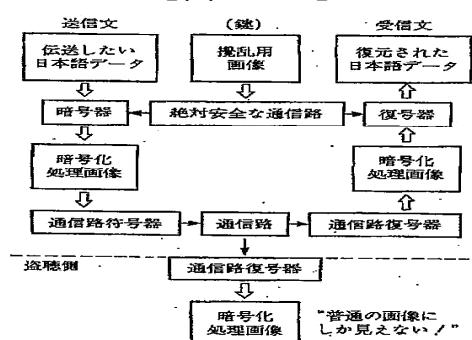 送信文
(鍵)
受信文
伝送したい
日本語データ
攪乱用
画像
復元された
日本語データ
暗号器
絶対安全な通信路
復号器
暗号化
処理画像
暗号化
処理画像
通信路符号器
通信路
通信路復号器
盗聴側
通信路復号器
暗号化
処理画像
"普通の画像に
しか見えない!"